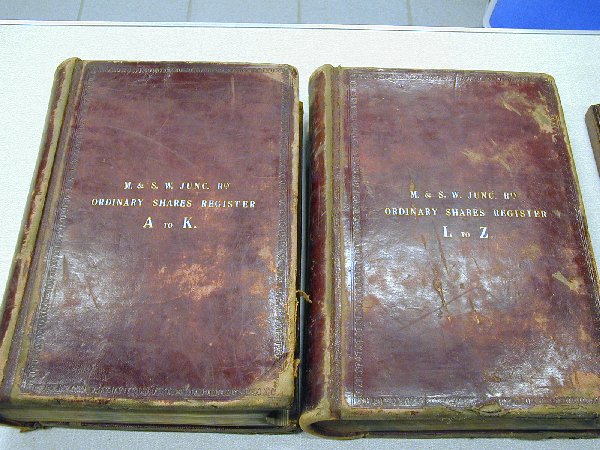 M. & S. W. JUNC. RY
ORDINARY SHARES REGISTER
A TO K.
M. & S. W. JUNC. RY
ORDINARY SHARES REGISTER
L TO Z